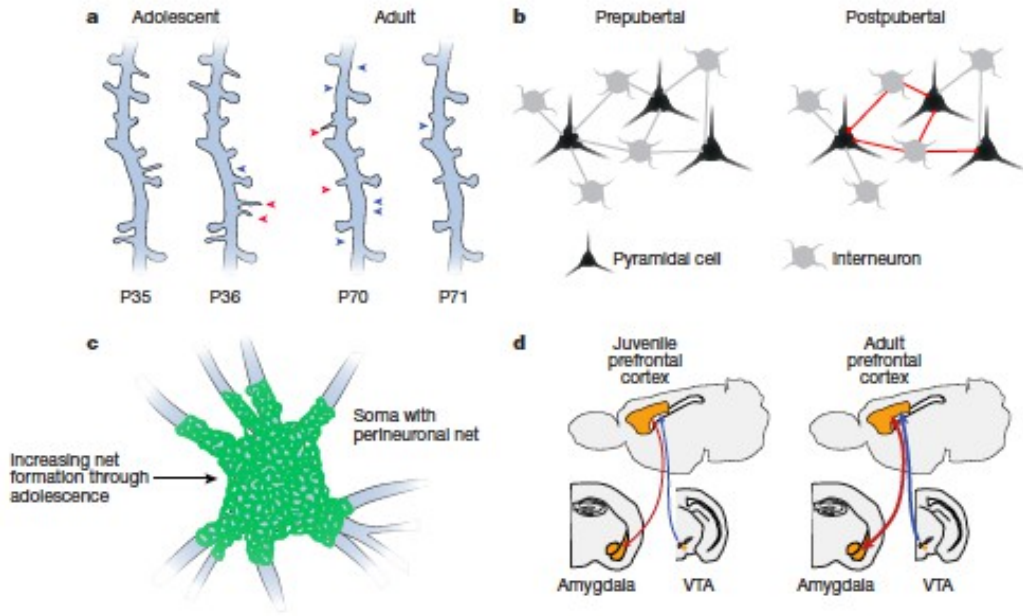 a
Adolescent
Adult
P35
P36
P70
P71
b
Prepubertal
Postpubertal
Pyramidal cell
Interneuron
c
Increasing net
formation through
adolescence
Soma with
perineuronal net
d
Juvenile
prefrontal
cortex
Adult
prefrontal
cortex
Amygdala
VTA
Amygdala
VTA